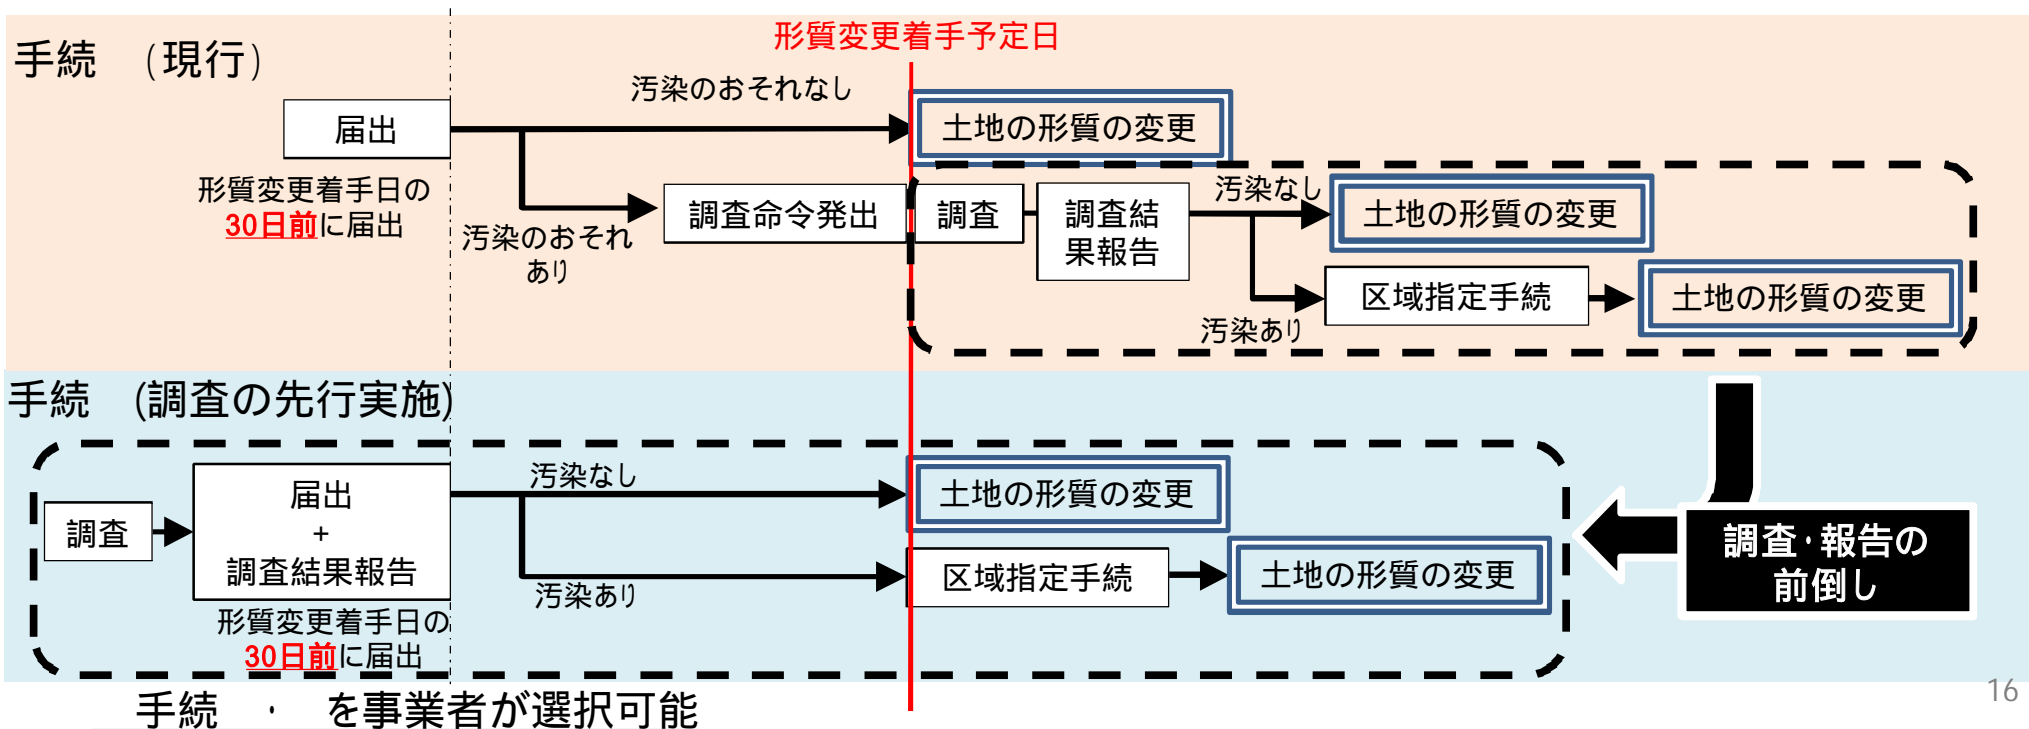 形質変更着手予定日
手続　(現行)
汚染のおそれなし
届出
土地の形質の変更
形質変更着手日の
30日前に届出
汚染のおそれ
あり
調査命令発出
調査
調査結
果報告
汚染なし
土地の形質の変更
汚染あり
区域指定手続
土地の形質の変更
手続　(調査の先行実施)
調査
届出
+
調査結果報告
形質変更着手日の
30日前に届出
汚染なし
土地の形質の変更
汚染あり
区域指定手続
土地の形質の変更
調査・報告の
前倒し
手続　・　を事業者が選択可能
16